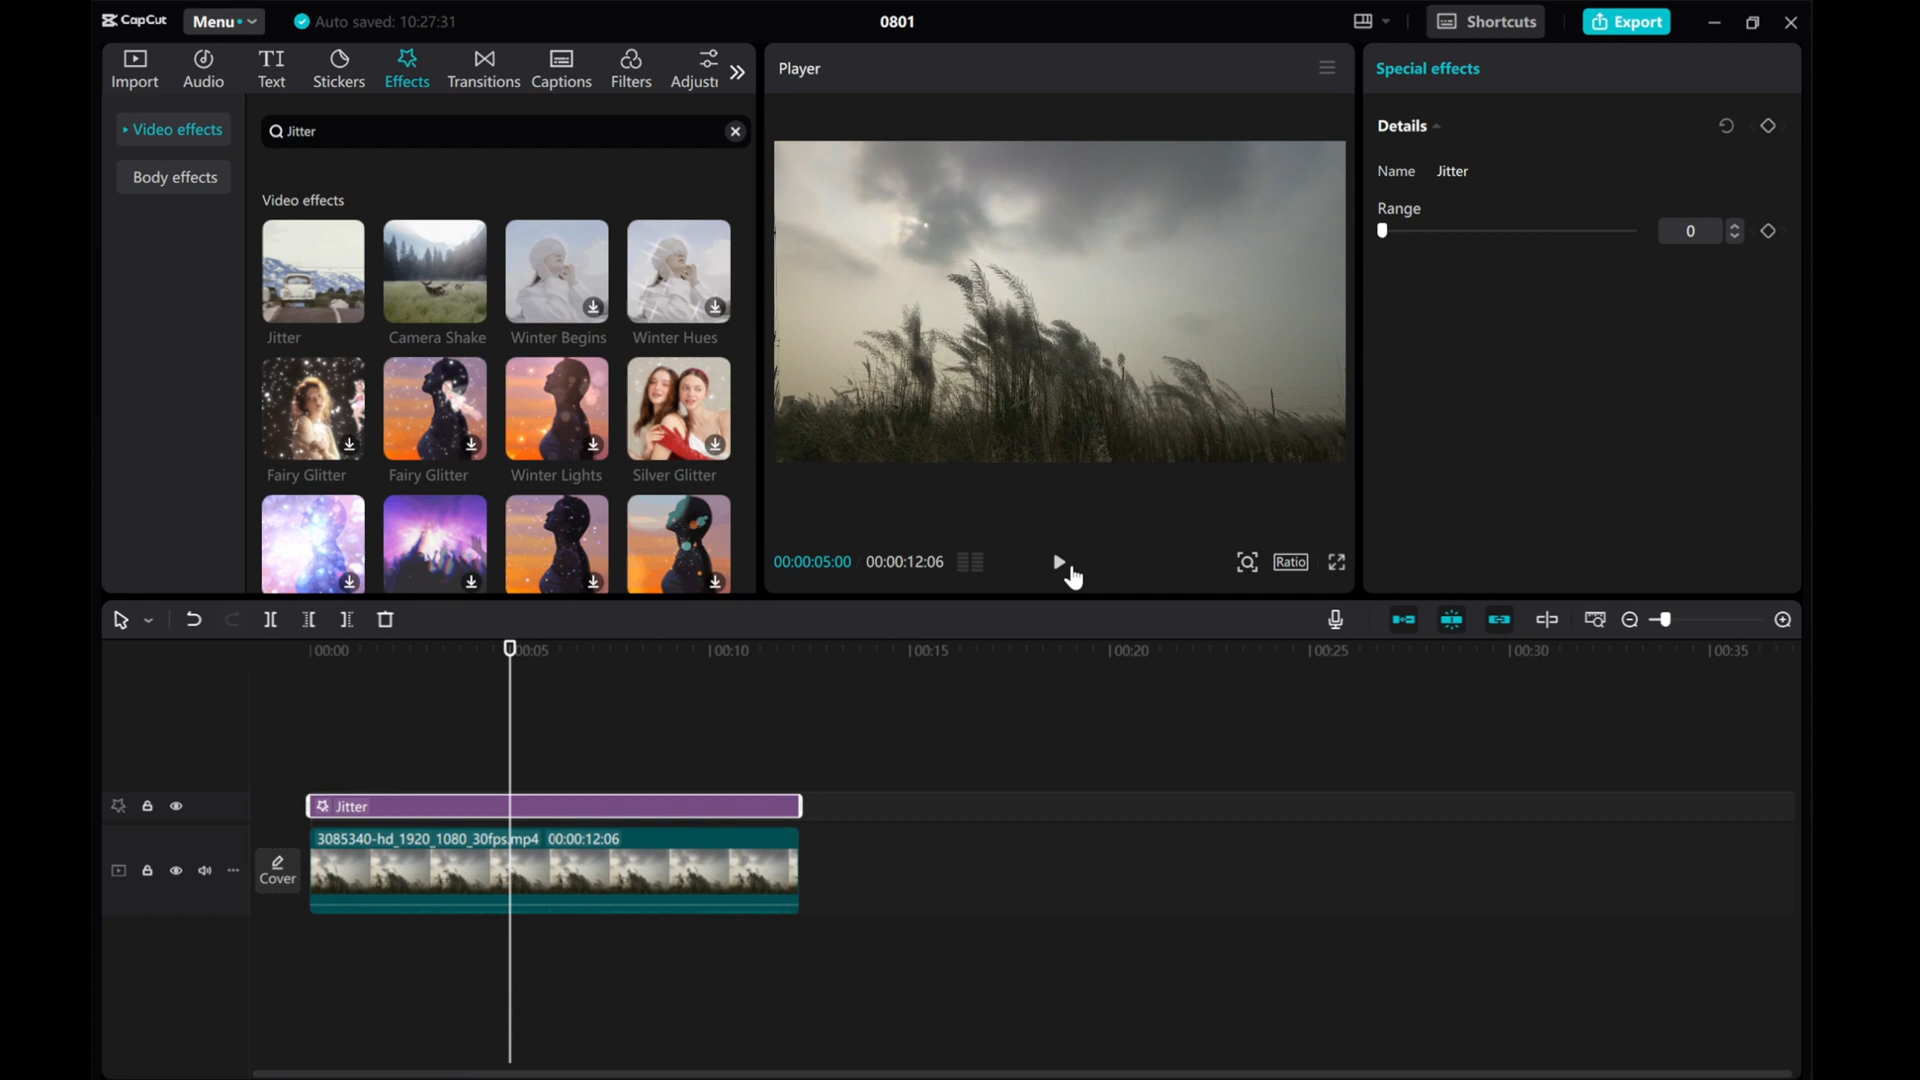 CapCut
Menu
Auto saved: 10:27:31
0801
Shortcuts
Export
Import
Audio
TI
Text
Stickers
Effects
Transitions
Captions
Filters
Adjustr
Player
Special effects
Video effects
Body effects
Jitter
Video effects
Jitter
Camera Shake
Winter Begins
Winter Hues
Fairy Glitter
Fairy Glitter
Winter Lights
Silver Glitter
Details
Name Jitter
Range
0
00:00:05:00 00:00:12:06
Ratio
00:00
00:05
00:10
00:15
00:20
00:25
00:30
00:35
Jitter
3085340-hd_1920_1080_30fps.mp4 00:00:12:06
Cover